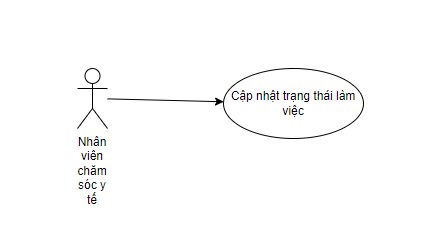 Cập nhật trạng thái làm
việc
Nhân
viên
chăm
sóc y
tế